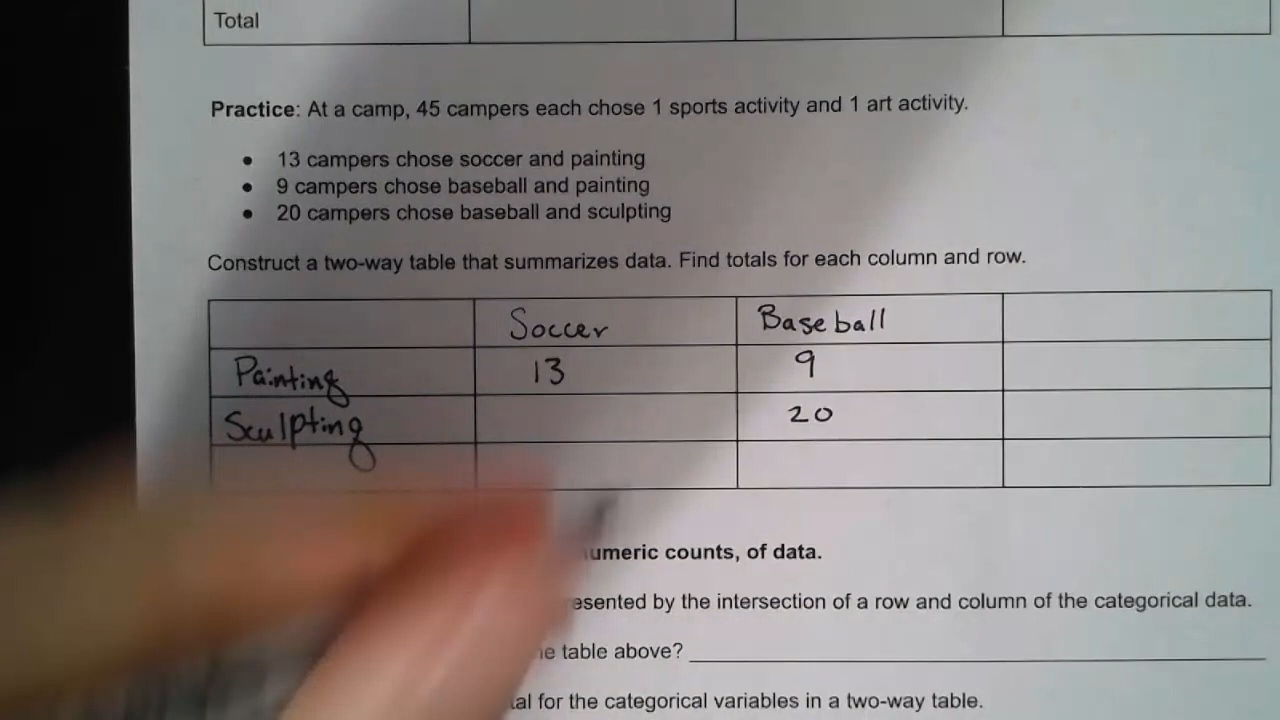 Total
Practice: At a camp, 45 campers each chose 1 sports activity and 1 art activity.
• 13 campers chose soccer and painting
• 9 campers chose baseball and painting
• 20 campers chose baseball and sculpting
Construct a two-way table that summarizes data. Find totals for each column and row.
Soccer Baseball
Painting 13 9
Sculpting 20
counts, of data.
by the intersection of a row and column of the categorical data.
table above?
for the categorical variables in a two-way table.